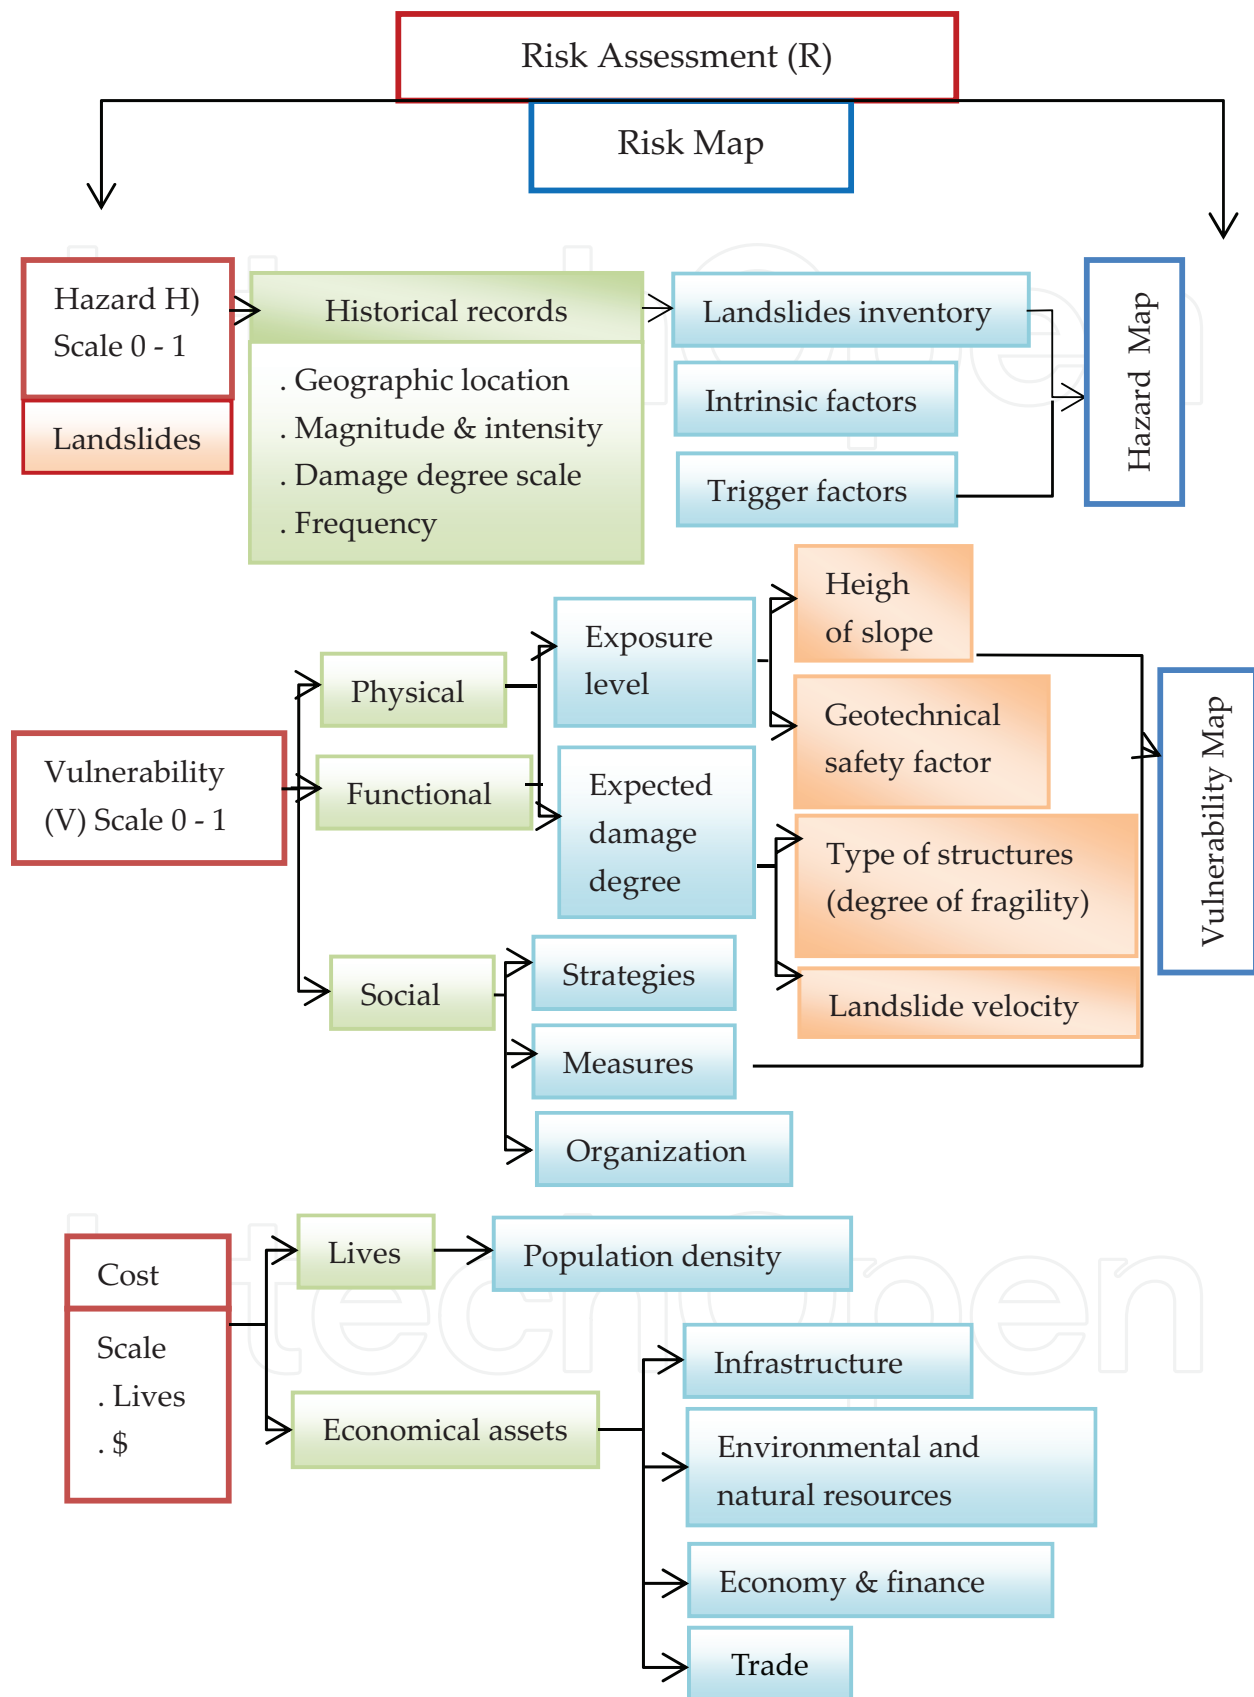 Risk Assessment (R)
Risk Map
Hazard H)
Scale 0 - 1
Landslides
Historical records
. Geographic location
. Magnitude & intensity
. Damage degree scale
. Frequency
Landslides inventory
Intrinsic factors
Trigger factors
Hazard Map
Vulnerability
(V) Scale 0 - 1
Physical
Functional
Social
Exposure
level
Expected
damage
degree
Strategies
Measures
Organization
Heigh
of slope
Geotechnical
safety factor
Type of structures
(degree of fragility)
Landslide velocity
Vulnerability Map
Cost
Scale
. Lives
. $
Lives
Population density
Economical assets
Infrastructure
Environmental and
natural resources
Economy & finance
Trade
IntechOpen
IntechOpen